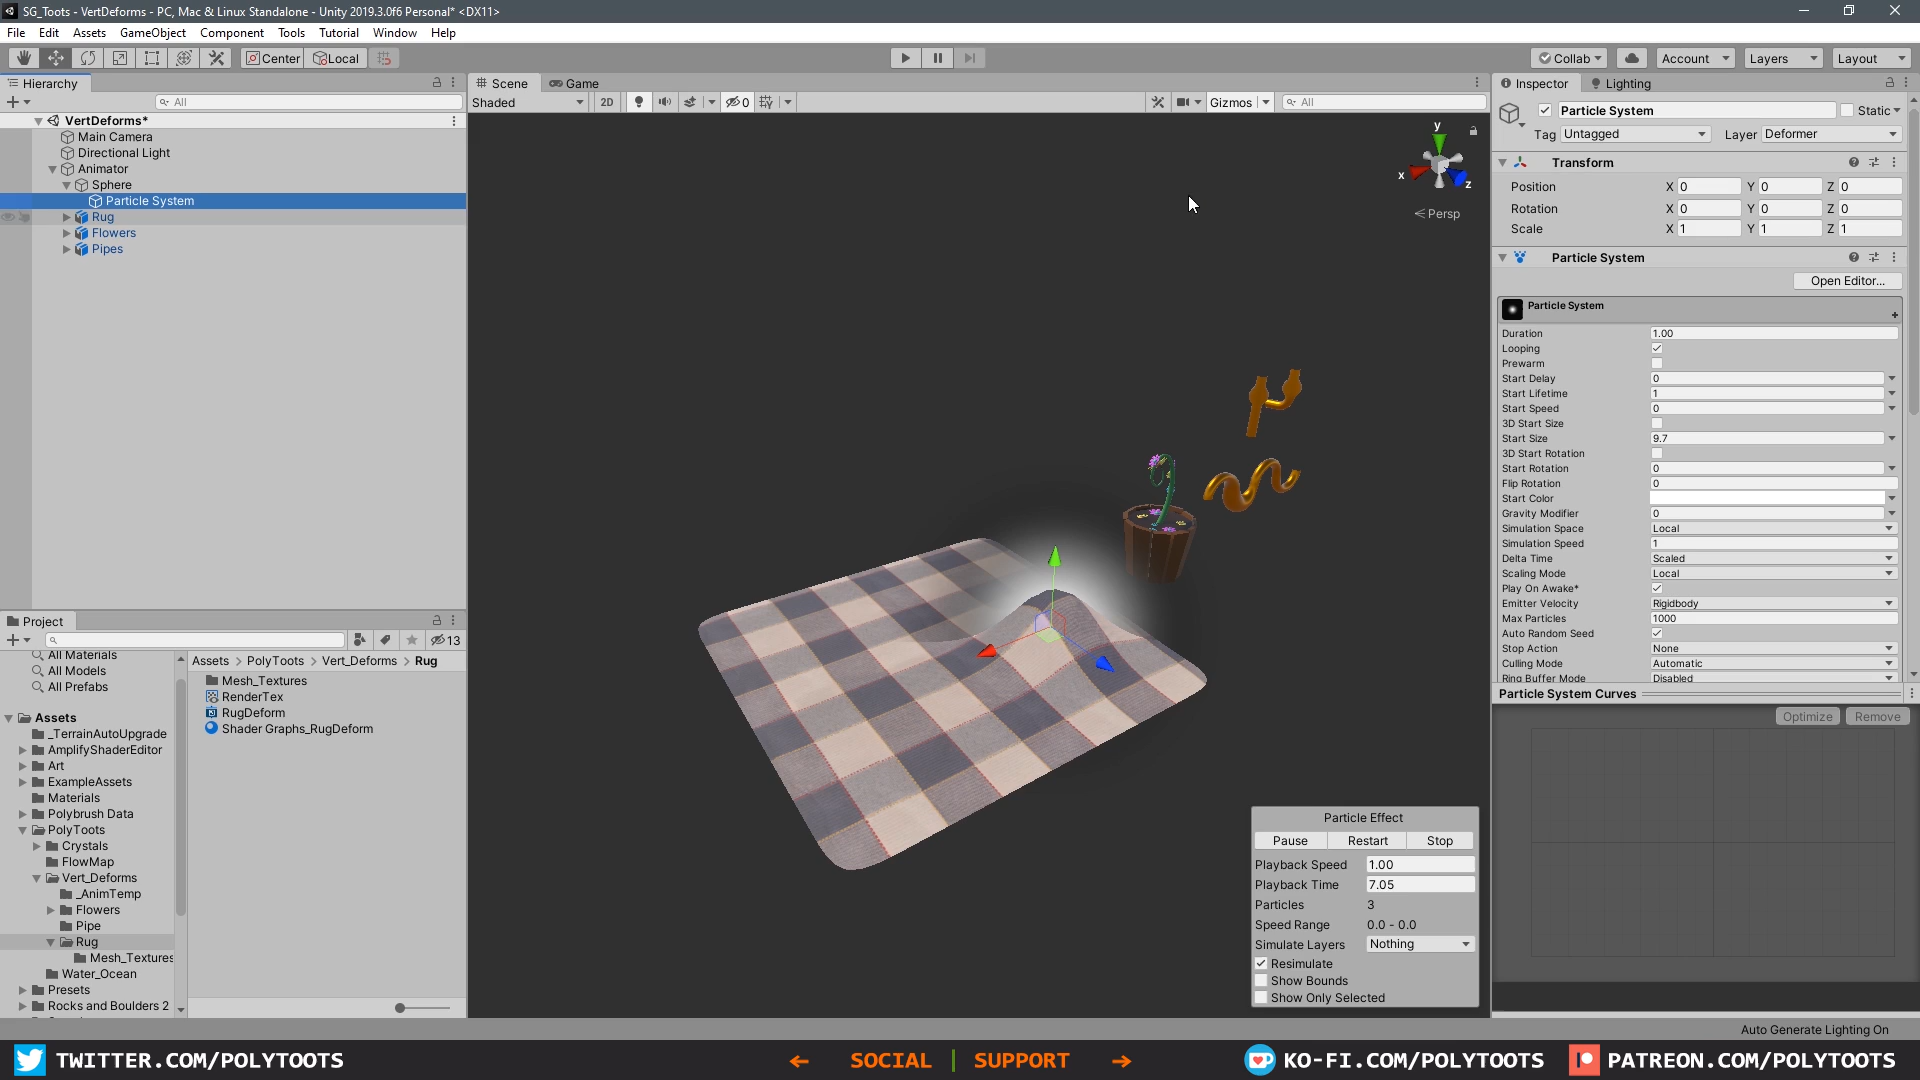 SG_Toots - VertDeforms - PC, Mac & Linux Standalone - Unity 2019.3.0f6 Personal* <DX11>
File Edit Assets GameObject Component Tools Tutorial Window Help
Center Local Collab Account Layers Layout
Hierarchy
All
VertDeforms*
Main Camera
Directional Light
Animator
Sphere
Particle System
Rug
Flowers
Pipes
Scene Game
Shaded 2D 0 Gizmos All
y
x
z
Persp
Particle Effect
Pause Restart Stop
Playback Speed 1.00
Playback Time 7.05
Particles 3
Speed Range 0.0 - 0.0
Simulate Layers Nothing
Resimulate
Show Bounds
Show Only Selected
Project
13
All Materials
All Models
All Prefabs
Assets
_TerrainAutoUpgrade
AmplifyShaderEditor
Art
ExampleAssets
Materials
Polybrush Data
PolyToots
Crystals
FlowMap
Vert_Deforms
_AnimTemp
Flowers
Pipe
Rug
Mesh_Textures
Water_Ocean
Presets
Rocks and Boulders 2
Assets > PolyToots > Vert_Deforms > Rug
Mesh_Textures
RenderTex
RugDeform
Shader Graphs_RugDeform
Inspector Lighting
Particle System Static
Tag Untagged Layer Deformer
Transform
Position X 0 Y 0 Z 0
Rotation X 0 Y 0 Z 0
Scale X 1 Y 1 Z 1
Particle System
Open Editor...
Particle System
Duration 1.00
Looping
Prewarm
Start Delay 0
Start Lifetime 1
Start Speed 0
3D Start Size
Start Size 9.7
3D Start Rotation
Start Rotation 0
Flip Rotation 0
Start Color
Gravity Modifier 0
Simulation Space Local
Simulation Speed 1
Delta Time Scaled
Scaling Mode Local
Play On Awake*
Emitter Velocity Rigidbody
Max Particles 1000
Auto Random Seed
Stop Action None
Culling Mode Automatic
Ring Buffer Mode Disabled
Particle System Curves
Optimize Remove
Auto Generate Lighting On
TWITTER.COM/POLYTOOTS ← SOCIAL | SUPPORT → KO-FI.COM/POLYTOOTS PATREON.COM/POLYTOOTS